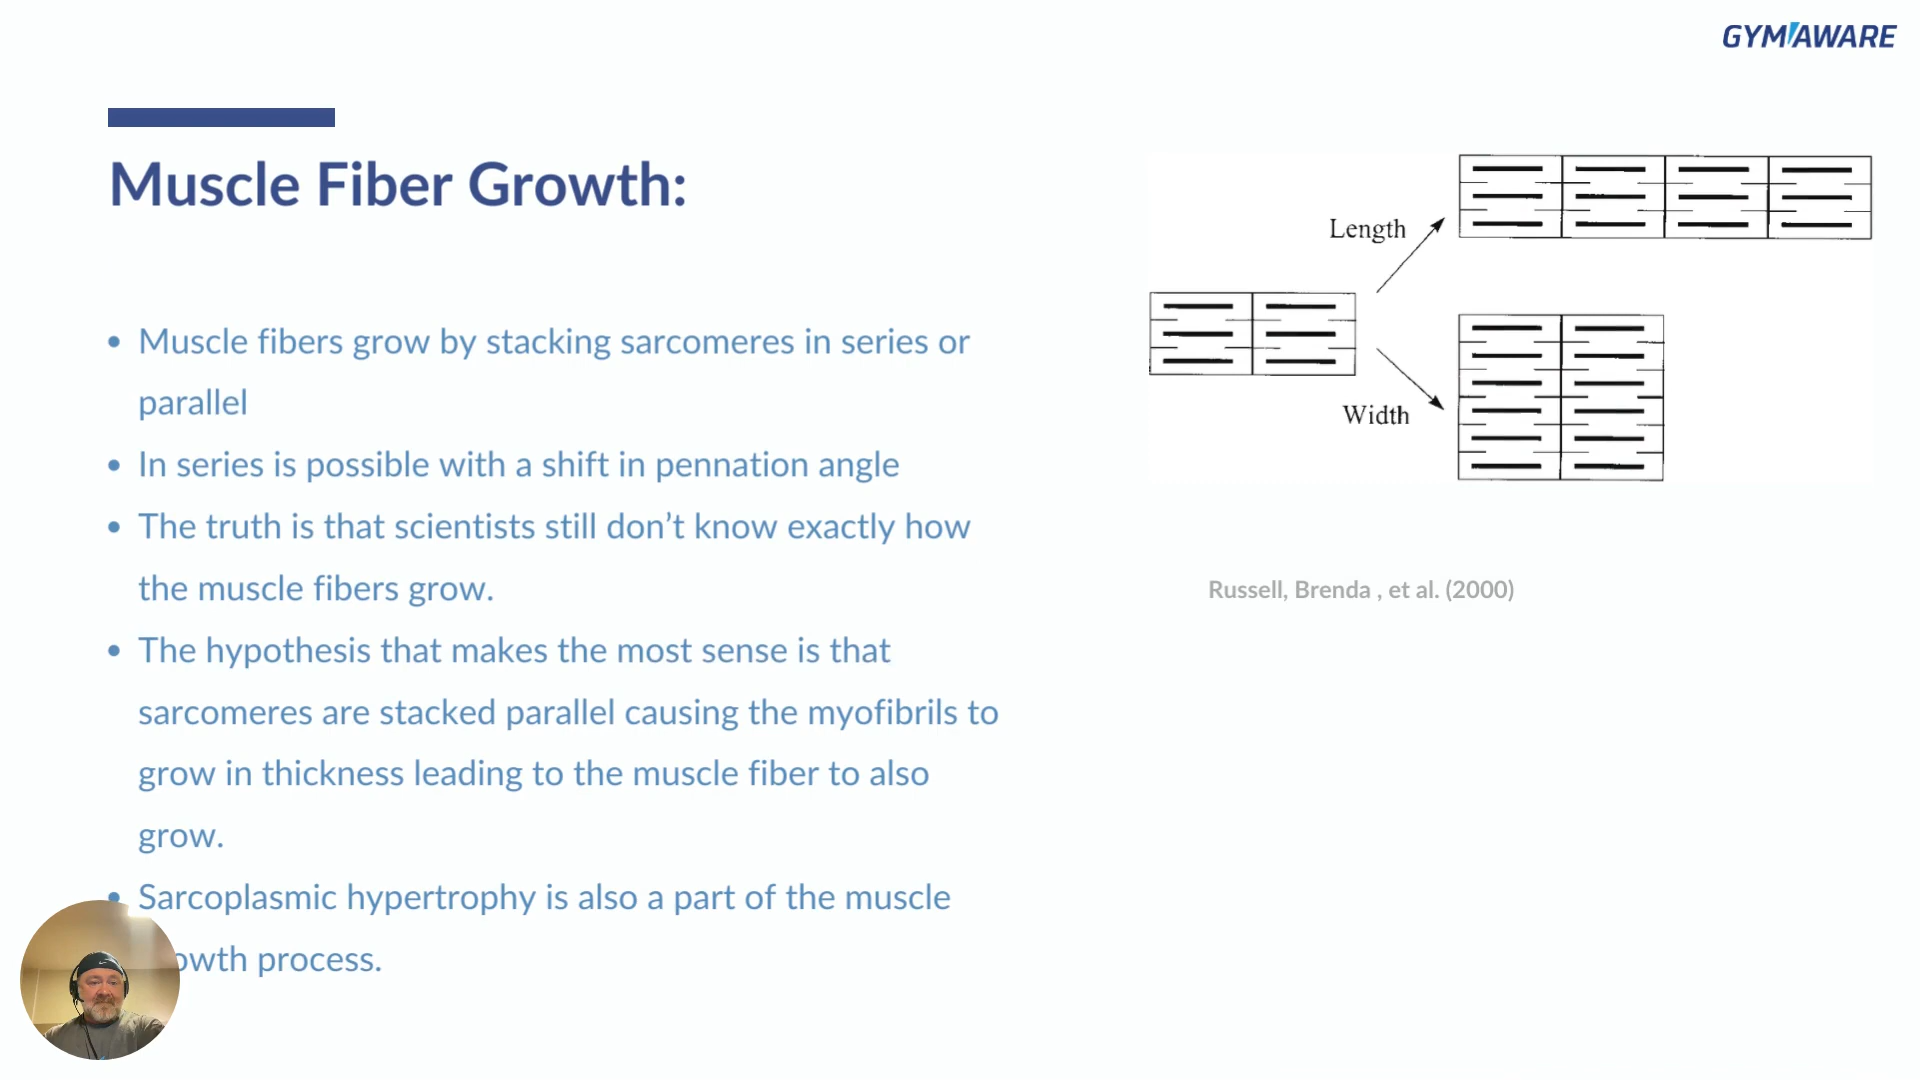 GYMAWARE
Muscle Fiber Growth:
• Muscle fibers grow by stacking sarcomeres in series or
parallel
• In series is possible with a shift in pennation angle
• The truth is that scientists still don’t know exactly how
the muscle fibers grow.
• The hypothesis that makes the most sense is that
sarcomeres are stacked parallel causing the myofibrils to
grow in thickness leading to the muscle fiber to also
grow.
• Sarcoplasmic hypertrophy is also a part of the muscle
process.
Length
Width
Russell, Brenda , et al. (2000)